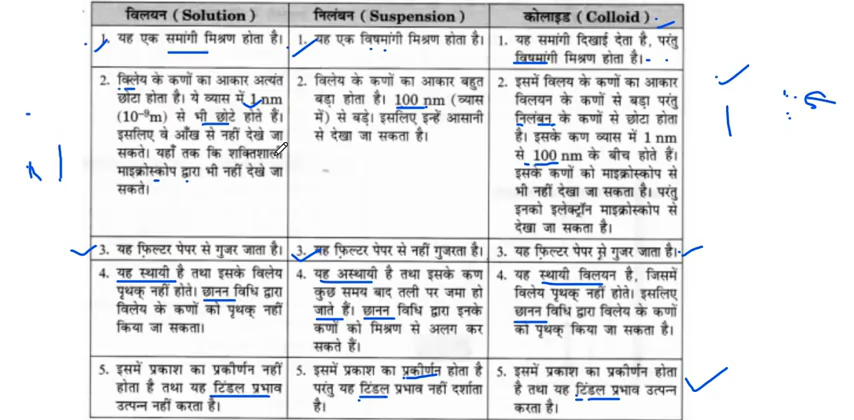 विलयन (Solution)
निलंबन (Suspension)
कोलाइड (Colloid)
1. यह एक समांगी मिश्रण होता है।
1. यह एक विषमांगी मिश्रण होता है।
1. यह समांगी दिखाई देता है, परंतु
विषमांगी मिश्रण होता है।
2. विलेय के कणों का आकार अत्यंत
छोटा होता है। ये व्यास में 1 nm
(10⁻⁹m) से भी छोटे होते हैं।
इसलिए वे आँख से नहीं देखे जा
सकते। यहाँ तक कि शक्तिशाली
माइक्रोस्कोप द्वारा भी नहीं देखे जा
सकते।
2. विलेय के कणों का आकार बहुत
बड़ा होता है। 100 nm (व्यास
में) से बड़े। इसलिए इन्हें आसानी
से देखा जा सकता है।
2. इसमें विलय के कणों का आकार
विलयन के कणों से बड़ा परंतु
निलंबन के कणों से छोटा होता
है। इसके कण व्यास में 1 nm
से 100 nm के बीच होते हैं।
इसके कणों को माइक्रोस्कोप से
भी नहीं देखा जा सकता है। परंतु
इनको इलेक्ट्रॉन माइक्रोस्कोप से
देखा जा सकता है।
3. यह फ़िल्टर पेपर से गुजर जाता है।
3. यह फ़िल्टर पेपर से नहीं गुजरता है।
3. यह फ़िल्टर पेपर से गुजर जाता है।
4. यह स्थायी है तथा इसके विलेय
पृथक् नहीं होते। छानन विधि द्वारा
विलेय के कणों को पृथक् नहीं
किया जा सकता।
4. यह अस्थायी है तथा इसके कण
कुछ समय बाद तली पर जमा हो
जाते हैं। छानन विधि द्वारा इनके
कणों को मिश्रण से अलग कर
सकते हैं।
4. यह स्थायी विलयन है, जिसमें
विलेय पृथक् नहीं होते। इसलिए
छानन विधि द्वारा विलेय के कणों
को पृथक् किया जा सकता है।
5. इसमें प्रकाश का प्रकीर्णन नहीं
होता है तथा यह टिंडल प्रभाव
उत्पन्न नहीं करता है।
5. इसमें प्रकाश का प्रकीर्णन होता है
परंतु यह टिंडल प्रभाव नहीं दर्शाता
है।
5. इसमें प्रकाश का प्रकीर्णन होता
है तथा यह टिंडल प्रभाव उत्पन्न
करता है।